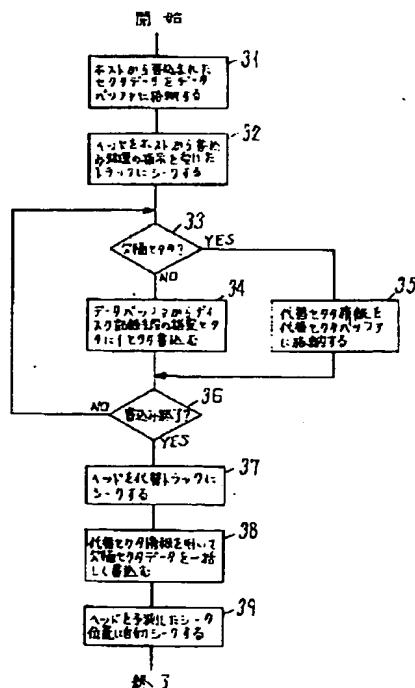 開始
31
ホストから書込まれた
セクタデータをデータ
バッファに格納する
32
ヘッドをホストから書込
み処理の指示を受けた
トラックにシークする
33
欠陥セクタ?
YES
NO
34
データバッファからディ
スク記録媒体の指定セク
タに1セクタ書込む
35
代替セクタ情報を
代替セクタバッファ
に格納する
36
NO
書込み終了?
YES
37
ヘッドを代替トラックに
シークする
38
代替セクタ情報を用いて
欠陥セクタデータを一括
して書込む
39
ヘッドを予測したシーク
位置に自動シークする
終了